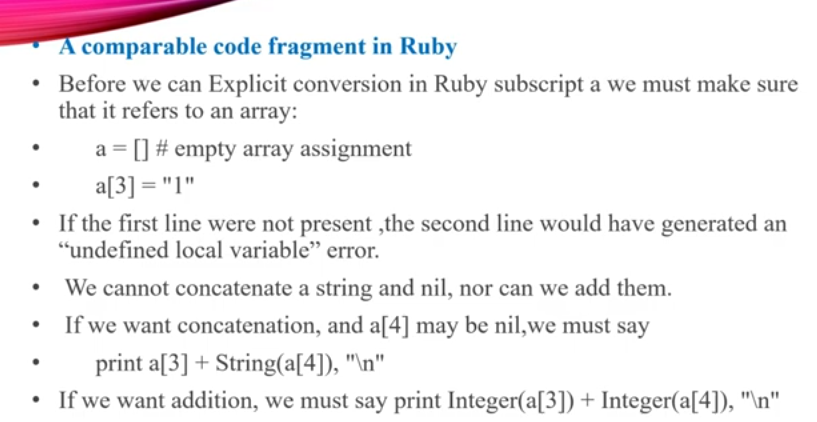 • A comparable code fragment in Ruby
• Before we can Explicit conversion in Ruby subscript a we must make sure
that it refers to an array:
• a = [] # empty array assignment
• a[3] = "1"
• If the first line were not present ,the second line would have generated an
“undefined local variable” error.
• We cannot concatenate a string and nil, nor can we add them.
• If we want concatenation, and a[4] may be nil,we must say
• print a[3] + String(a[4]), "\n"
• If we want addition, we must say print Integer(a[3]) + Integer(a[4]), "\n"